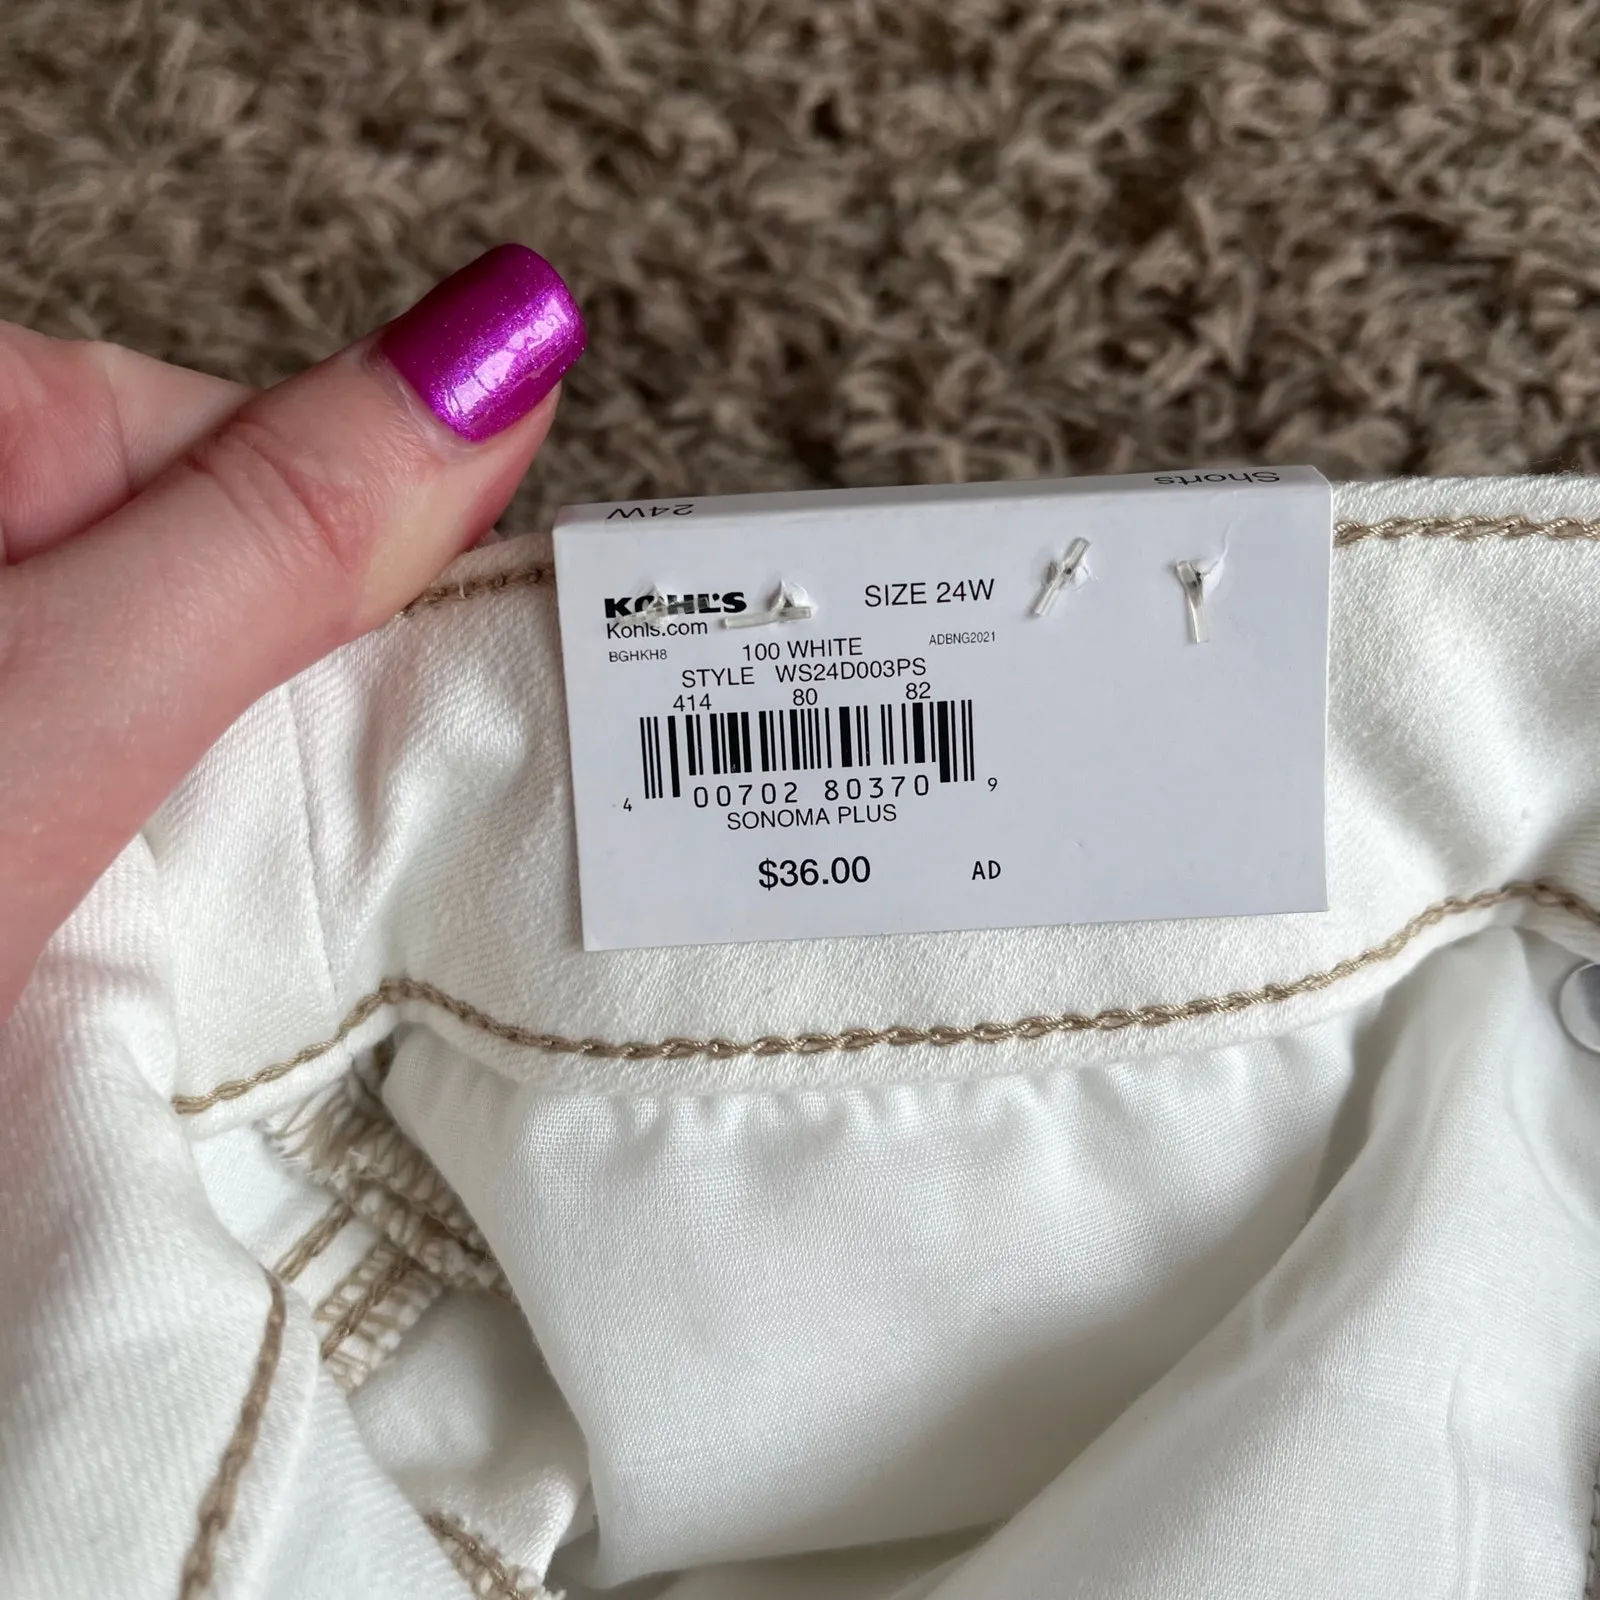 Shorts
24W
KOHL'S
SIZE 24W
Kohls.com
BGHKH8
100 WHITE
ADBNG2021
STYLE WS24D003PS
414 80 82
4 00702 80370 9
SONOMA PLUS
$36.00 AD